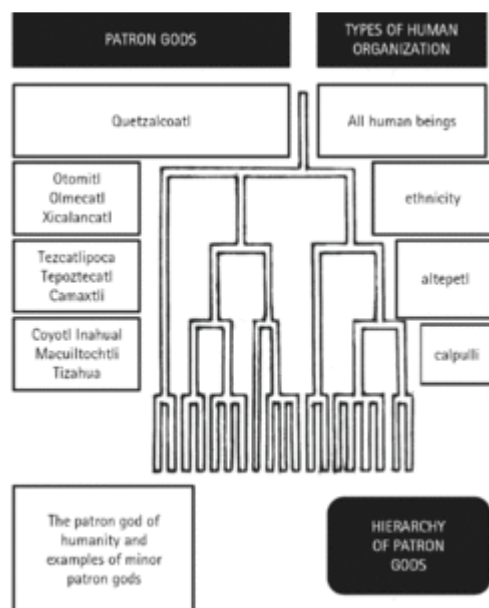 PATRON GODS
TYPES OF HUMAN
ORGANIZATION
Quetzalcoatl
All human beings
Otomitl
Olmecatl
Xicalancatl
ethnicity
Tezcatlipoca
Tepoztecatl
Camaxtli
altepetl
Coyotl Inahual
Macuiltochtli
Tizahua
calpulli
The patron god of
humanity and
examples of minor
patron gods
HIERARCHY
OF PATRON
GODS